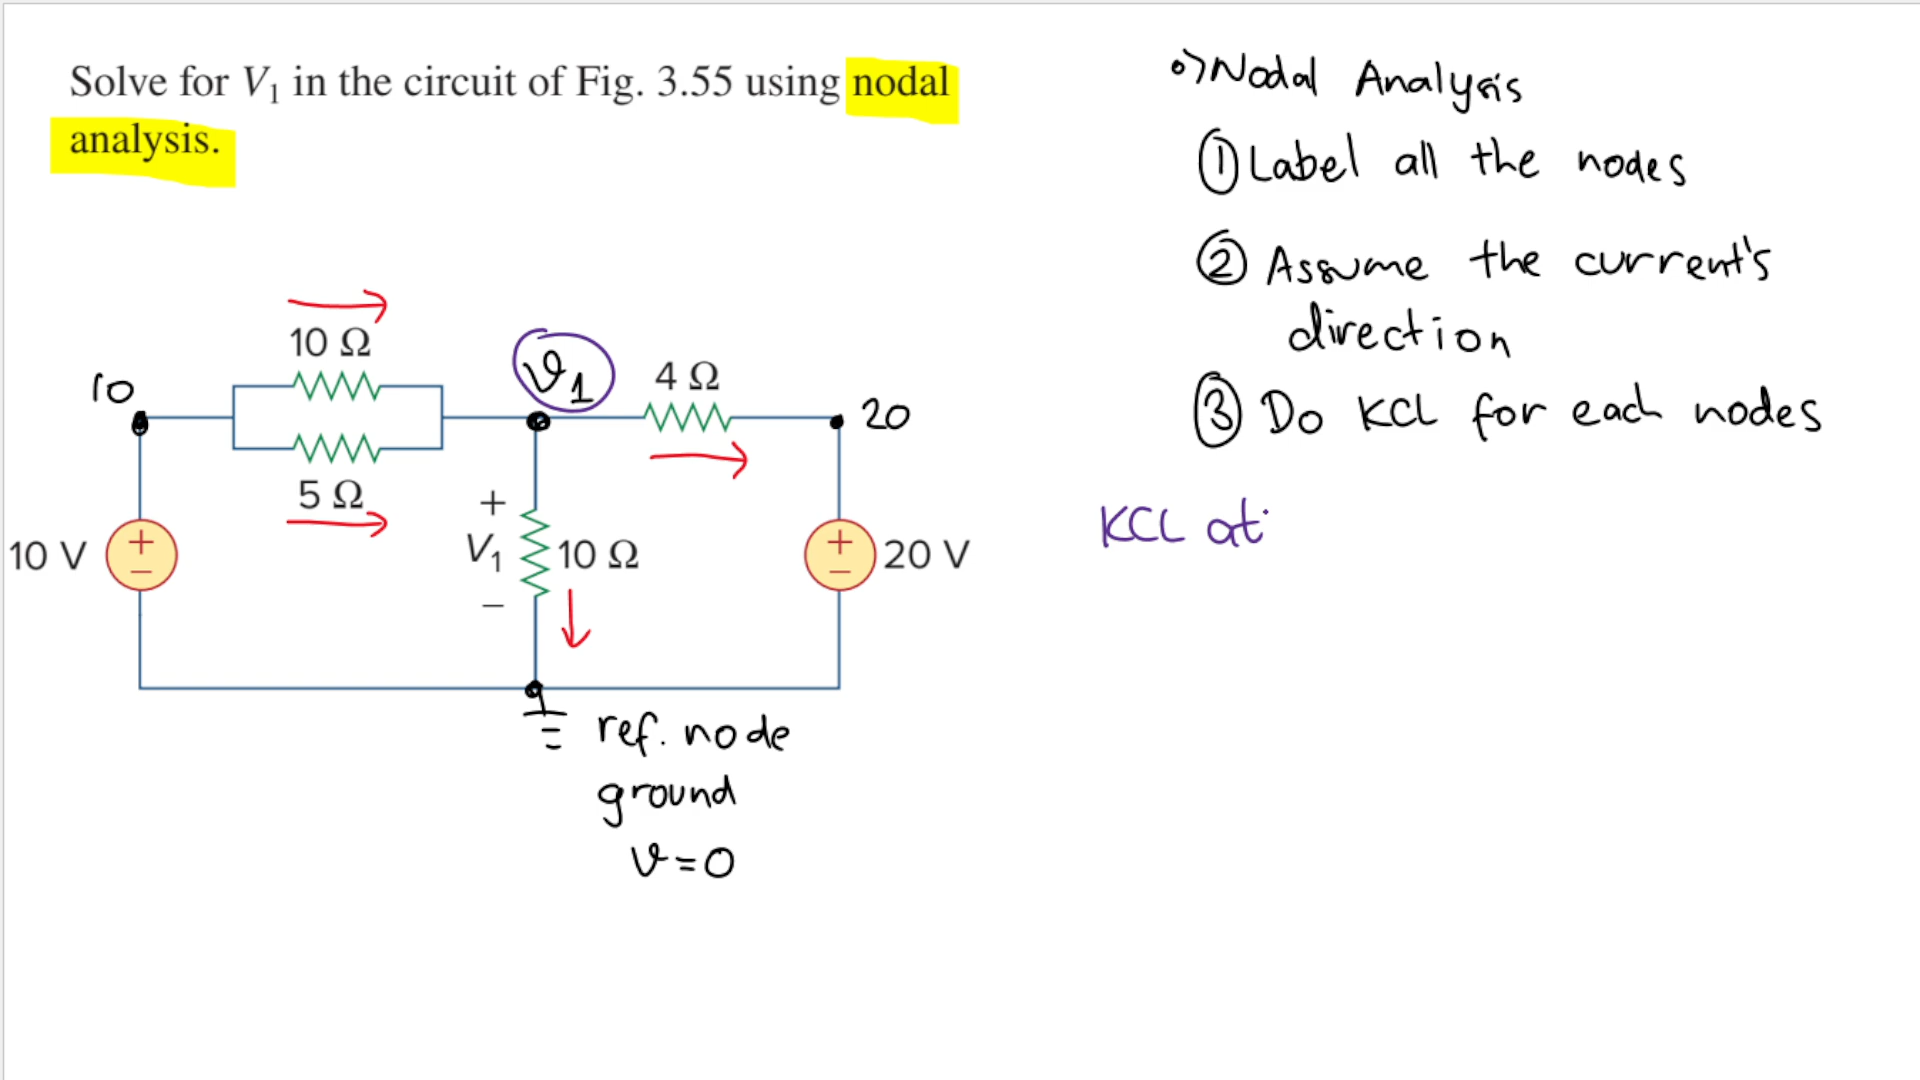 Solve for V₁ in the circuit of Fig. 3.55 using nodal
analysis.
Nodal Analysis
① Label all the nodes
② Assume the current's
direction
③ Do KCL for each nodes
KCL at
10 Ω
10
v₁
4 Ω
20
5 Ω
+
V₁
−
10 Ω
10 V
+
−
+
−
20 V
ref. node
ground
v=0